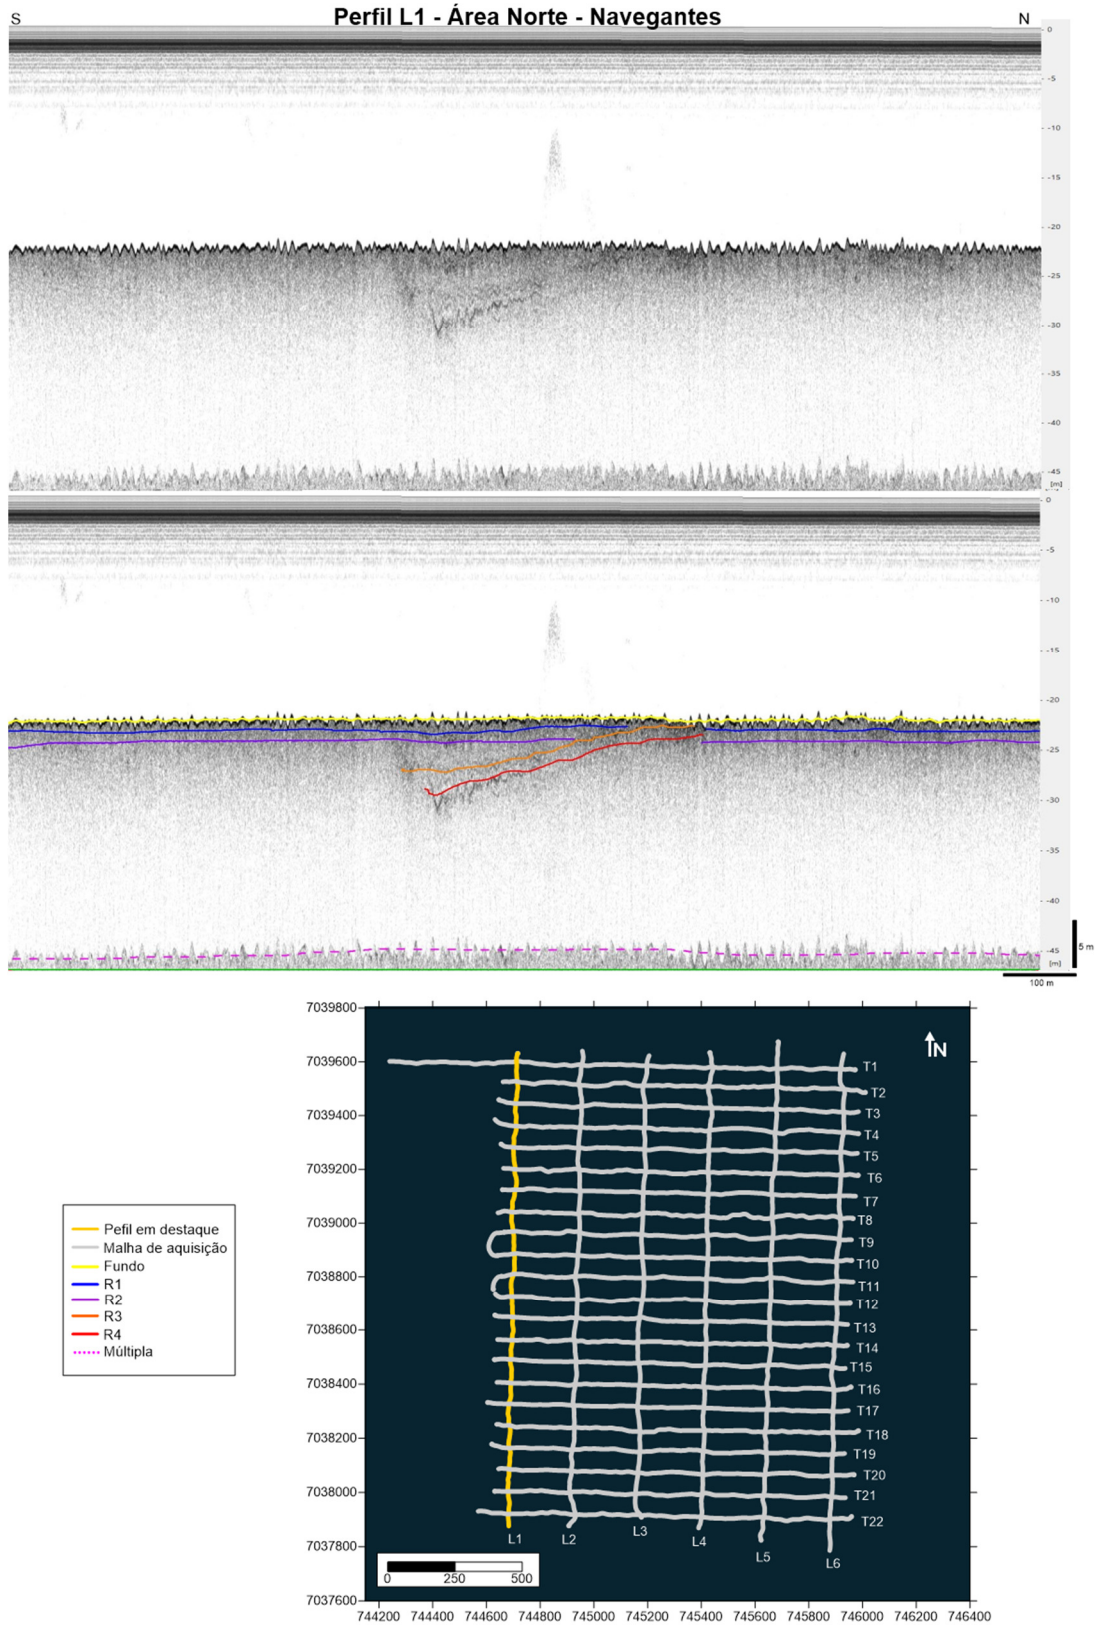 Perfil L1 - Área Norte - Navegantes
S
N
0
-5
-10
-15
-20
-25
-30
-35
-40
-45
[m]
0
-5
-10
-15
-20
-25
-30
-35
-40
-45
[m]
5 m
100 m
7039800
7039600
7039400
7039200
7039000
7038800
7038600
7038400
7038200
7038000
7037800
7037600
N
T1
T2
T3
T4
T5
T6
T7
T8
T9
T10
T11
T12
T13
T14
T15
T16
T17
T18
T19
T20
T21
T22
L1
L2
L3
L4
L5
L6
0 250 500
744200 744400 744600 744800 745000 745200 745400 745600 745800 746000 746200 746400
Pefil em destaque
Malha de aquisição
Fundo
R1
R2
R3
R4
Múltipla